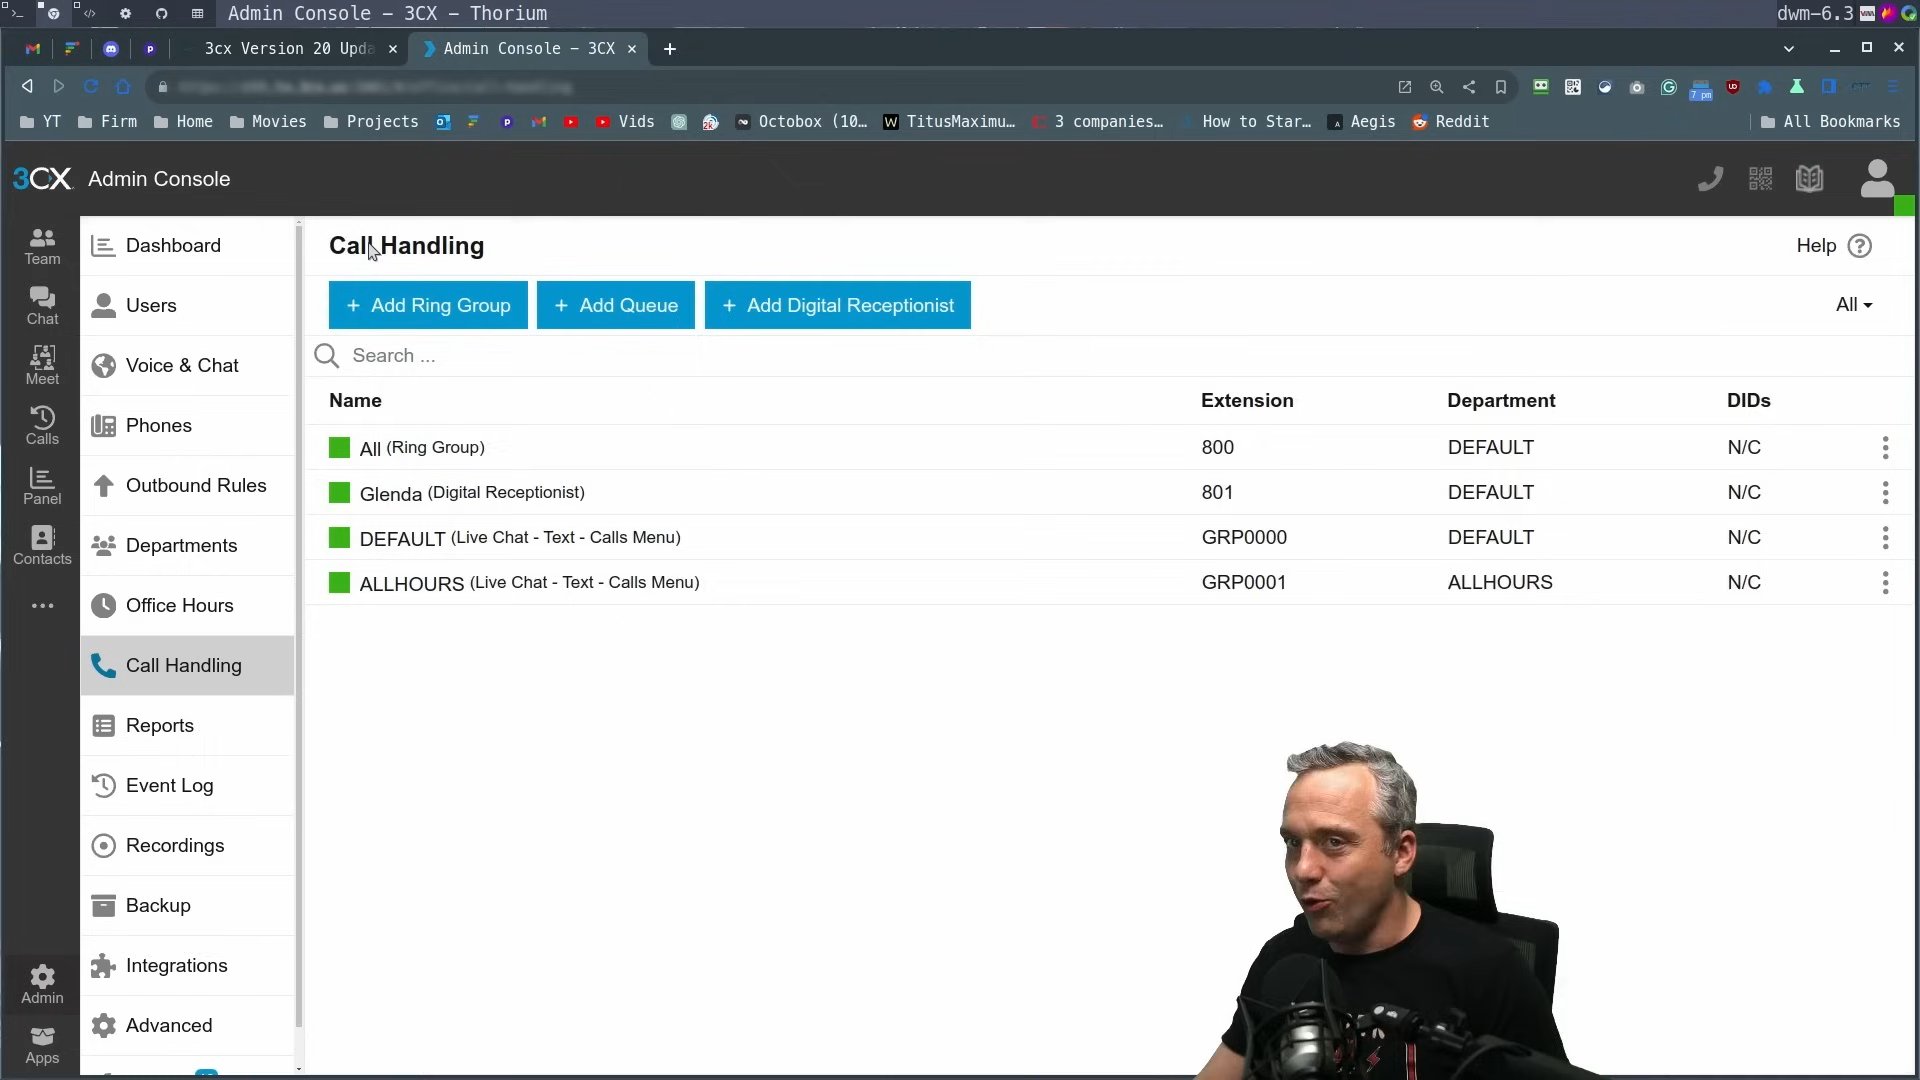 Admin Console – 3CX – Thorium
dwm-6.3
3cx Version 20 Upda
Admin Console – 3CX
7 pm
YT
Firm
Home
Movies
Projects
Vids
Octobox (10…
TitusMaximu…
3 companies…
How to Star…
Aegis
Reddit
All Bookmarks
3CX Admin Console
Team
Chat
Meet
Calls
Panel
Contacts
Admin
Apps
Dashboard
Users
Voice & Chat
Phones
Outbound Rules
Departments
Office Hours
Call Handling
Reports
Event Log
Recordings
Backup
Integrations
Advanced
Call Handling
Help
+ Add Ring Group
+ Add Queue
+ Add Digital Receptionist
All
Search ...
Name Extension Department DIDs
All (Ring Group) 800 DEFAULT N/C
Glenda (Digital Receptionist) 801 DEFAULT N/C
DEFAULT (Live Chat - Text - Calls Menu) GRP0000 DEFAULT N/C
ALLHOURS (Live Chat - Text - Calls Menu) GRP0001 ALLHOURS N/C